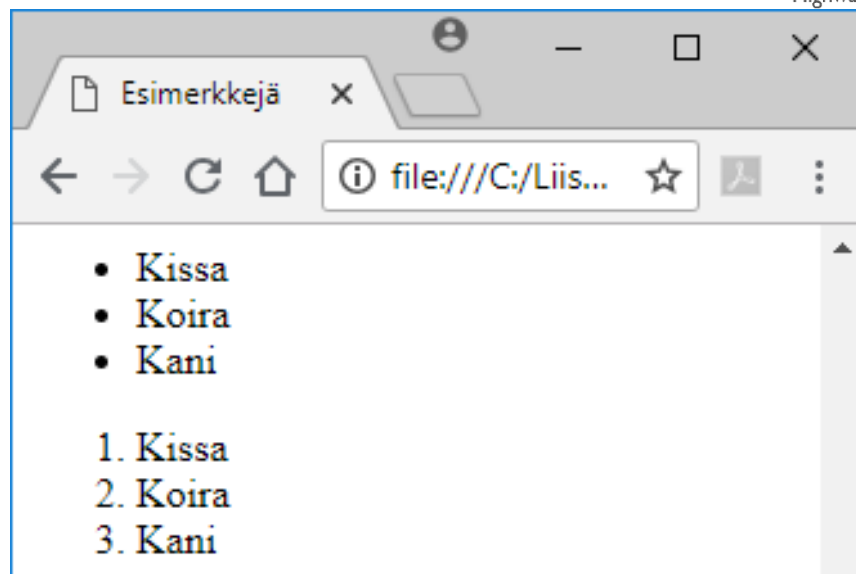 Esimerkkejä
file:///C:/Liis...
• Kissa
• Koira
• Kani
1. Kissa
2. Koira
3. Kani